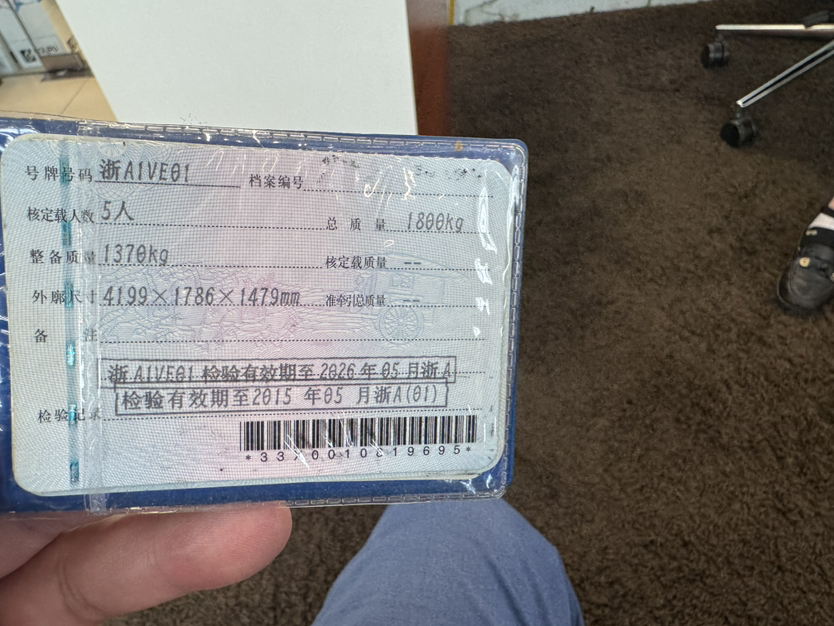 号牌号码 浙A1VE01 档案编号
核定载人数 5人 总质量 1800kg
整备质量 1370kg 核定载质量 --
外廓尺寸 4199×1786×1479mm 准牵引总质量 --
备注
浙A1VE01 检验有效期至2026年05月浙A
检验有效期至2015 年05 月浙A(01)
检验记录